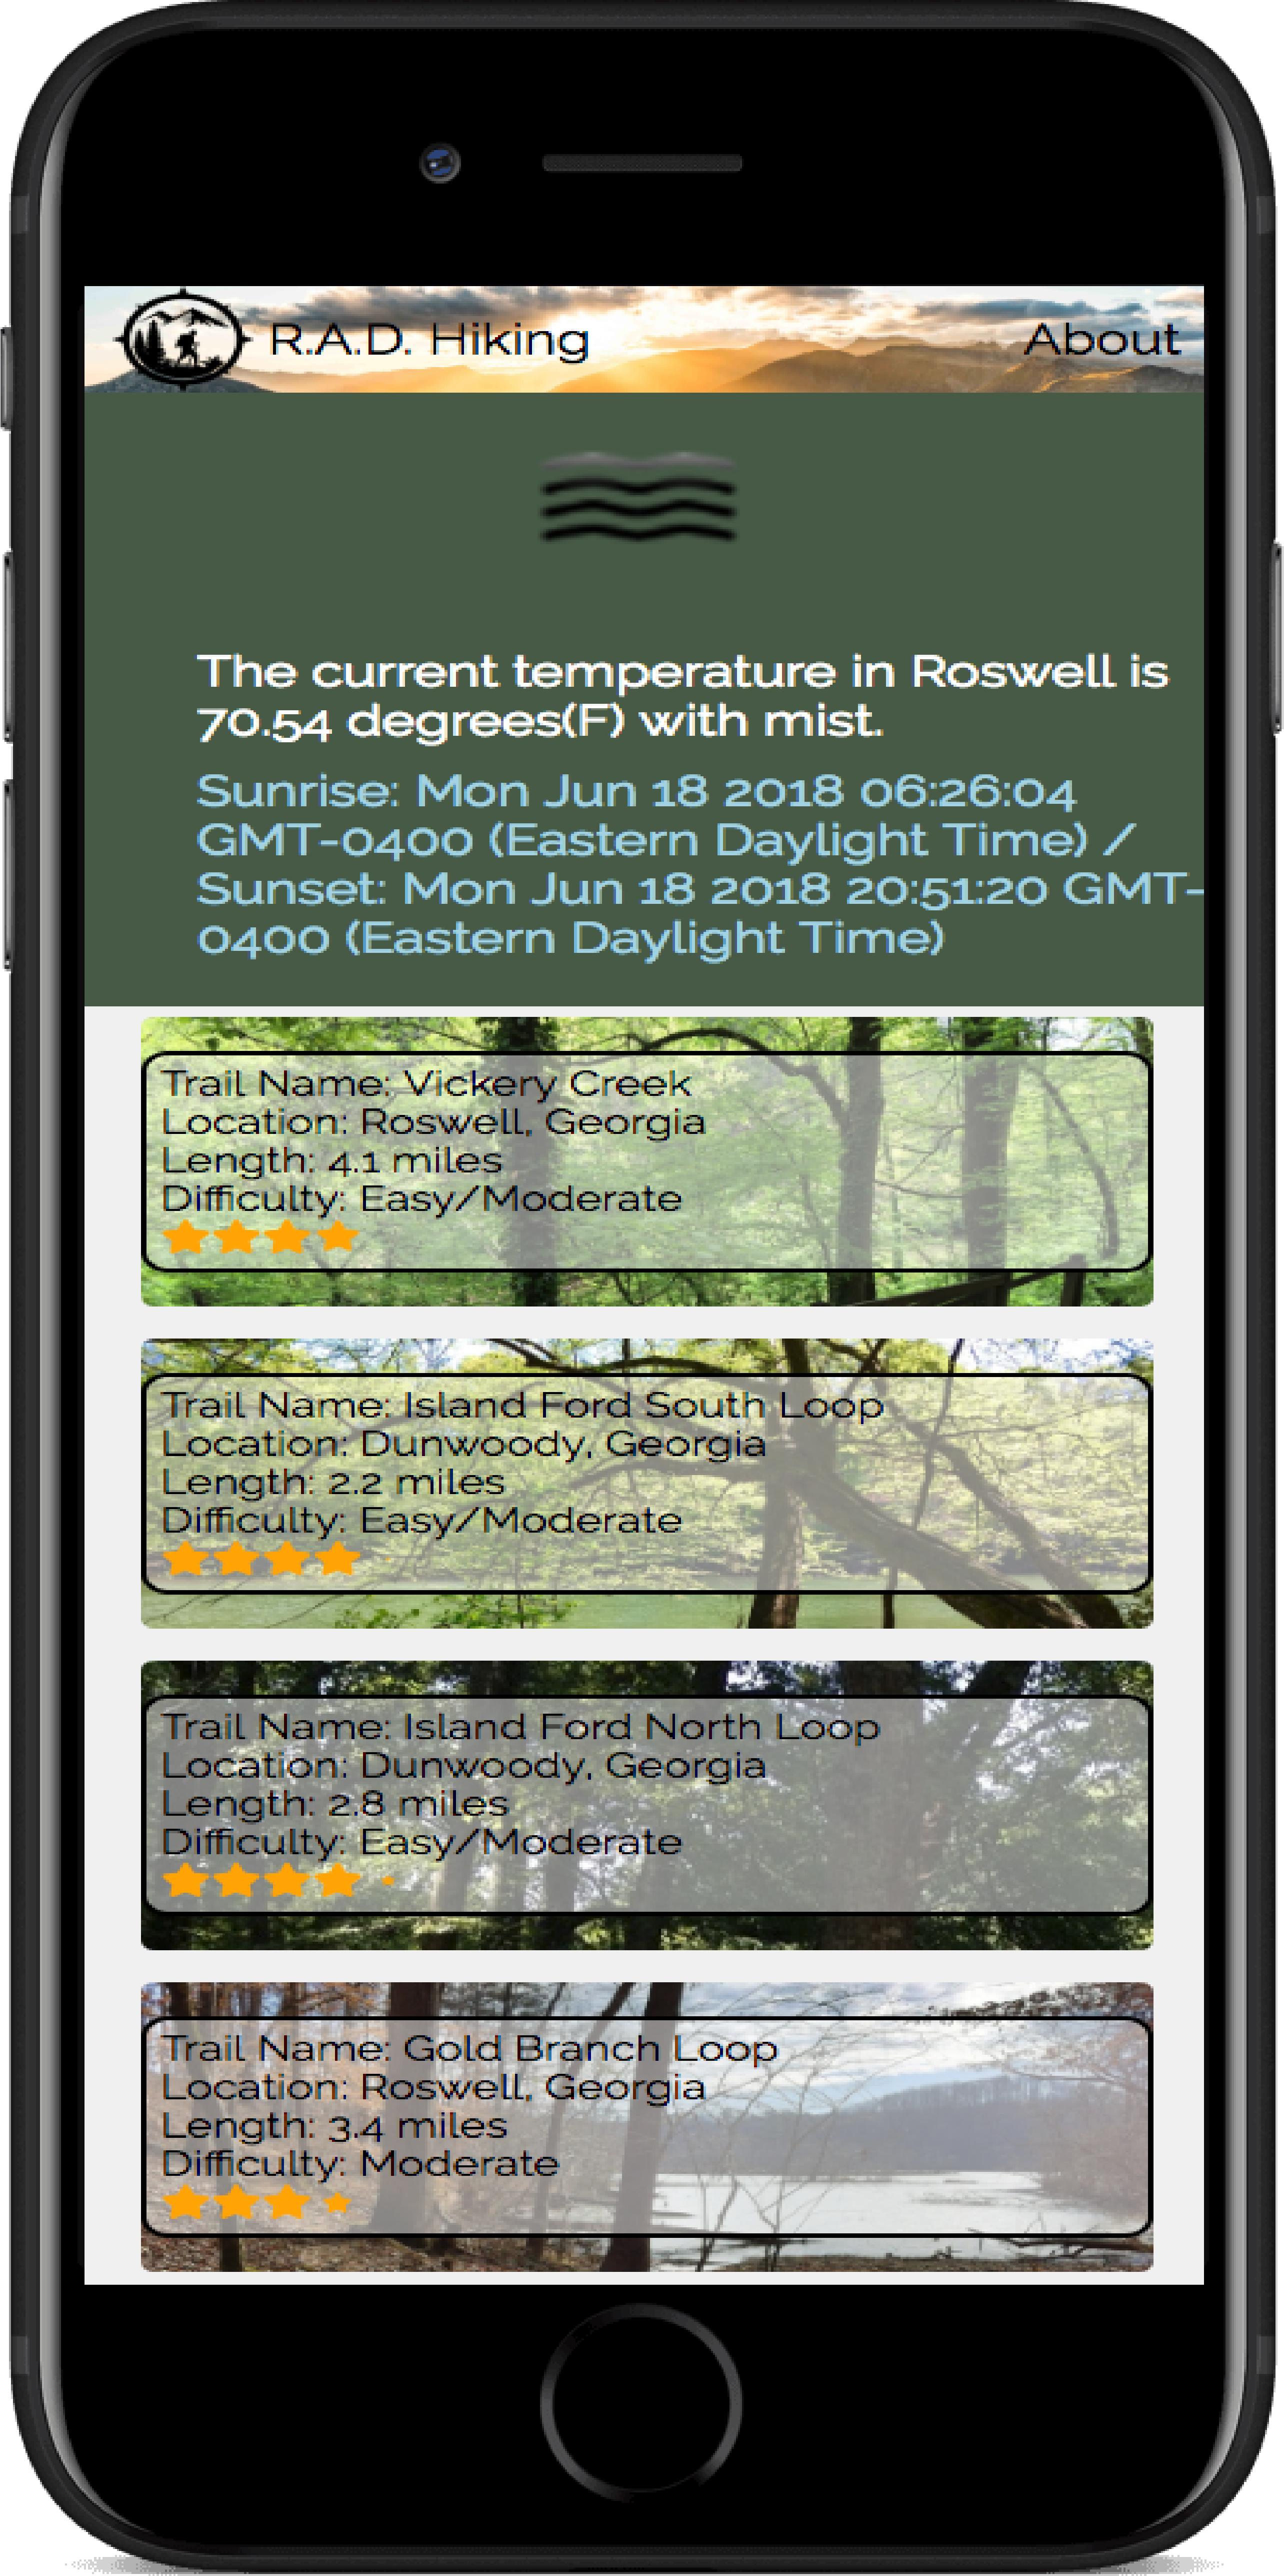 R.A.D. Hiking
About
The current temperature in Roswell is
70.54 degrees(F) with mist.
Sunrise: Mon Jun 18 2018 06:26:04
GMT-0400 (Eastern Daylight Time) /
Sunset: Mon Jun 18 2018 20:51:20 GMT-
0400 (Eastern Daylight Time)
Trail Name: Vickery Creek
Location: Roswell, Georgia
Length: 4.1 miles
Difficulty: Easy/Moderate
Trail Name: Island Ford South Loop
Location: Dunwoody, Georgia
Length: 2.2 miles
Difficulty: Easy/Moderate
Trail Name: Island Ford North Loop
Location: Dunwoody, Georgia
Length: 2.8 miles
Difficulty: Easy/Moderate
Trail Name: Gold Branch Loop
Location: Roswell, Georgia
Length: 3.4 miles
Difficulty: Moderate